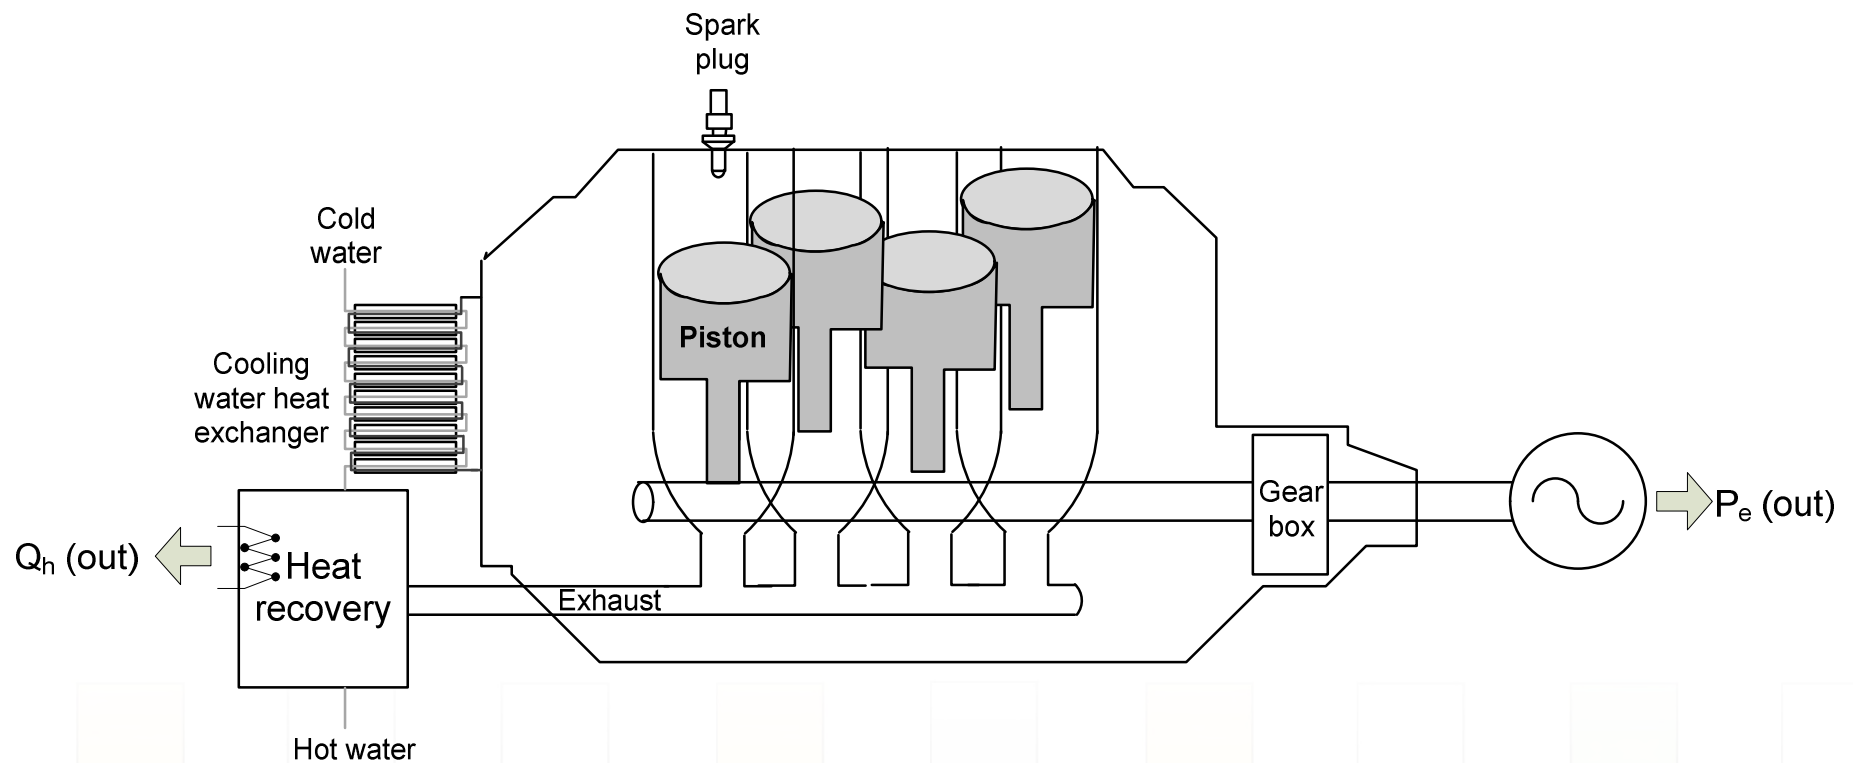 Spark
plug
Cold
water
Cooling
water heat
exchanger
Piston
Gear
box
Pe (out)
Qh (out)
Heat
recovery
Exhaust
Hot water